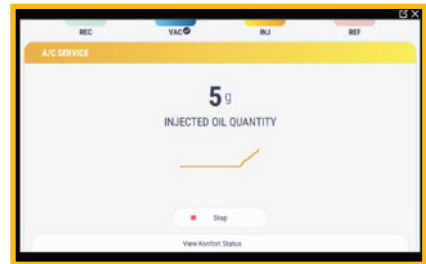 REC VAC INJ REF
A/C SERVICE
5 g
INJECTED OIL QUANTITY
Stop
View Konfort Status